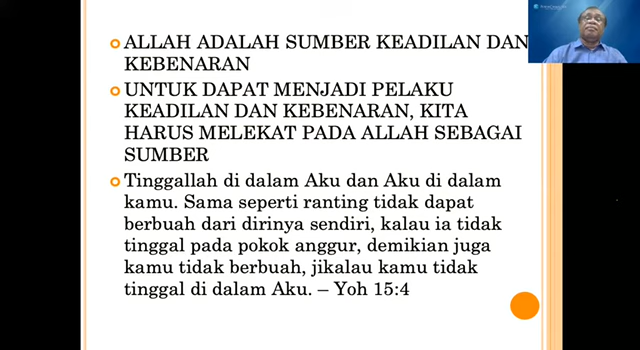 ALLAH ADALAH SUMBER KEADILAN DAN
KEBENARAN
UNTUK DAPAT MENJADI PELAKU
KEADILAN DAN KEBENARAN, KITA
HARUS MELEKAT PADA ALLAH SEBAGAI
SUMBER
Tinggallah di dalam Aku dan Aku di dalam
kamu. Sama seperti ranting tidak dapat
berbuah dari dirinya sendiri, kalau ia tidak
tinggal pada pokok anggur, demikian juga
kamu tidak berbuah, jikalau kamu tidak
tinggal di dalam Aku. – Yoh 15:4